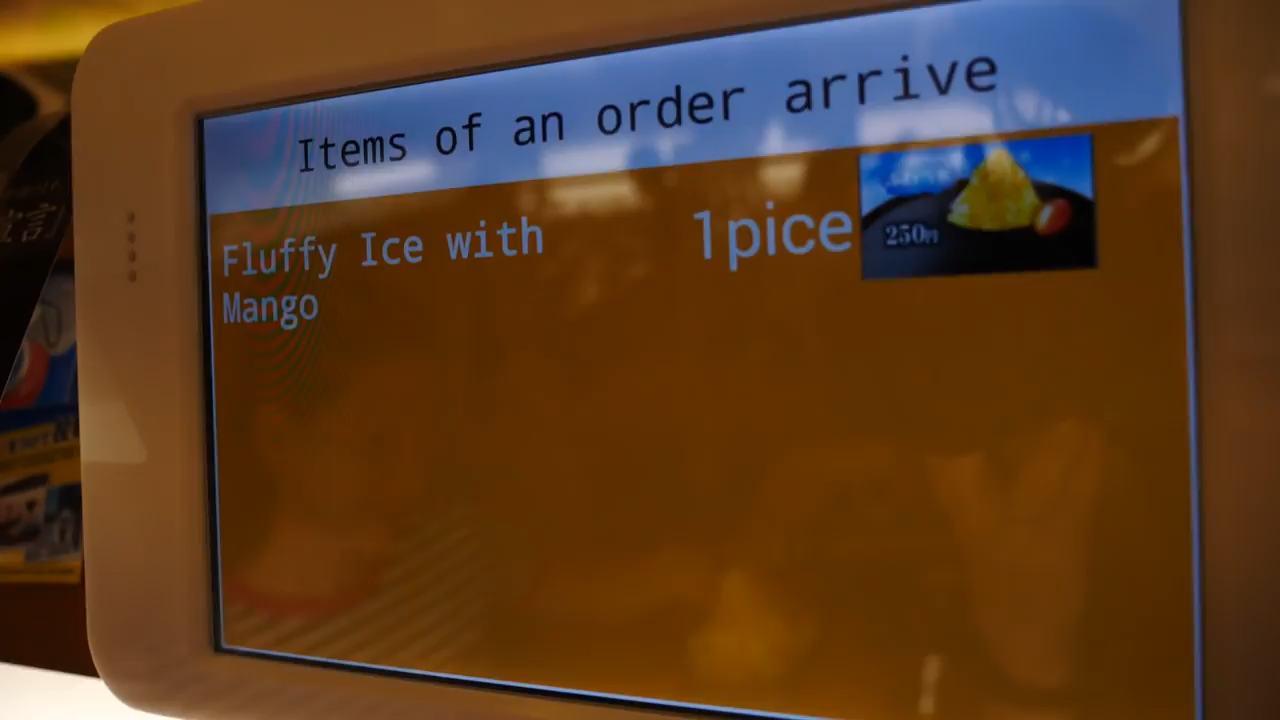 Items of an order arrive
Fluffy Ice with
Mango
1pice
250円